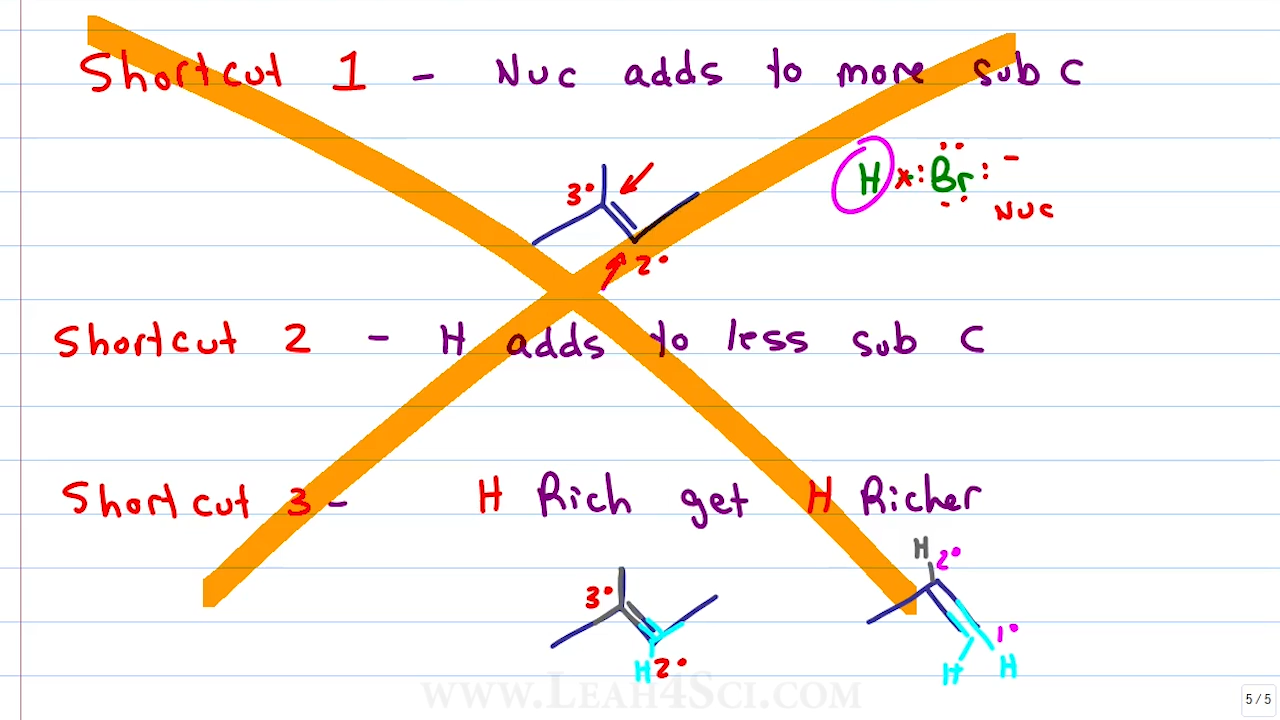 Shortcut 1 - Nuc adds to more sub C
3° H × :Br: -
Nuc
2°
Shortcut 2 - H adds to less sub C
Shortcut 3 - H Rich get H Richer
H 2°
3°
1°
H 2° H H
www.Leah4Sci.com
5/5